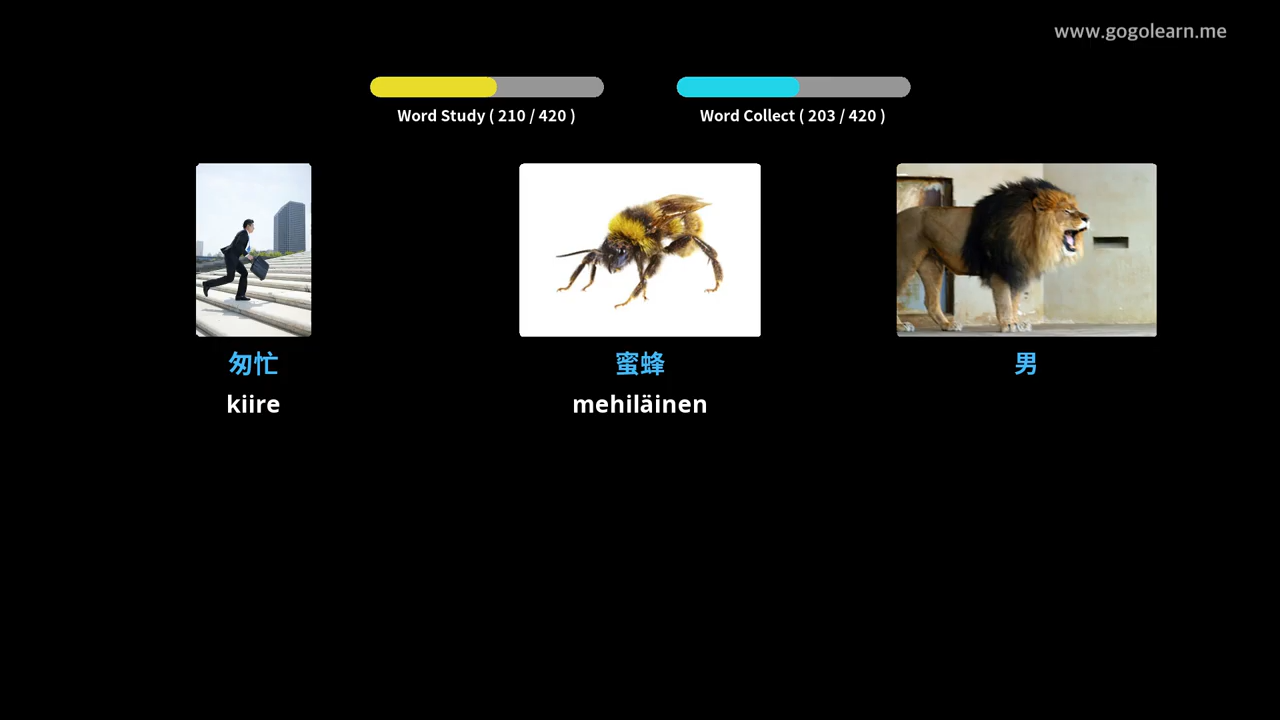 www.gogolearn.me
Word Study ( 210 / 420 )
Word Collect ( 203 / 420 )
匆忙
kiire
蜜蜂
mehiläinen
男